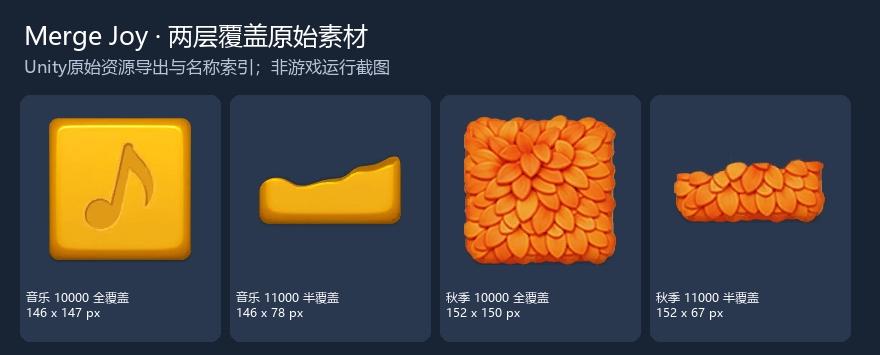 Merge Joy · 两层覆盖原始素材
Unity原始资源导出与名称索引；非游戏运行截图
音乐 10000 全覆盖
146 x 147 px
音乐 11000 半覆盖
146 x 78 px
秋季 10000 全覆盖
152 x 150 px
秋季 11000 半覆盖
152 x 67 px